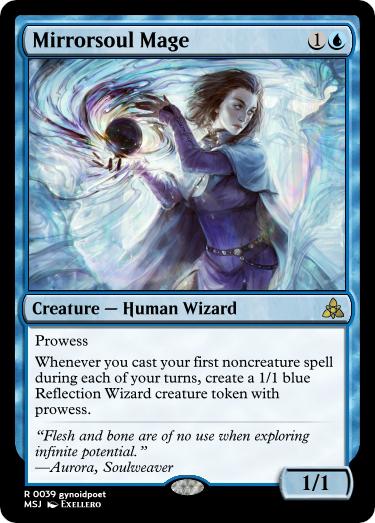 Mirrorsoul Mage 1
Creature — Human Wizard
Prowess
Whenever you cast your first noncreature spell
during each of your turns, create a 1/1 blue
Reflection Wizard creature token with
prowess.
“Flesh and bone are of no use when exploring
infinite potential.”
—Aurora, Soulweaver
1/1
R 0039 gynoidpoet
MSJ Exellero